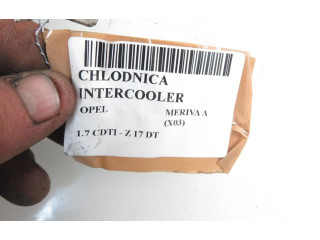 CHLODNICA
INTERCOOLER
OPEL MERIVA A
(X03)
1.7 CDTI - Z 17 DT